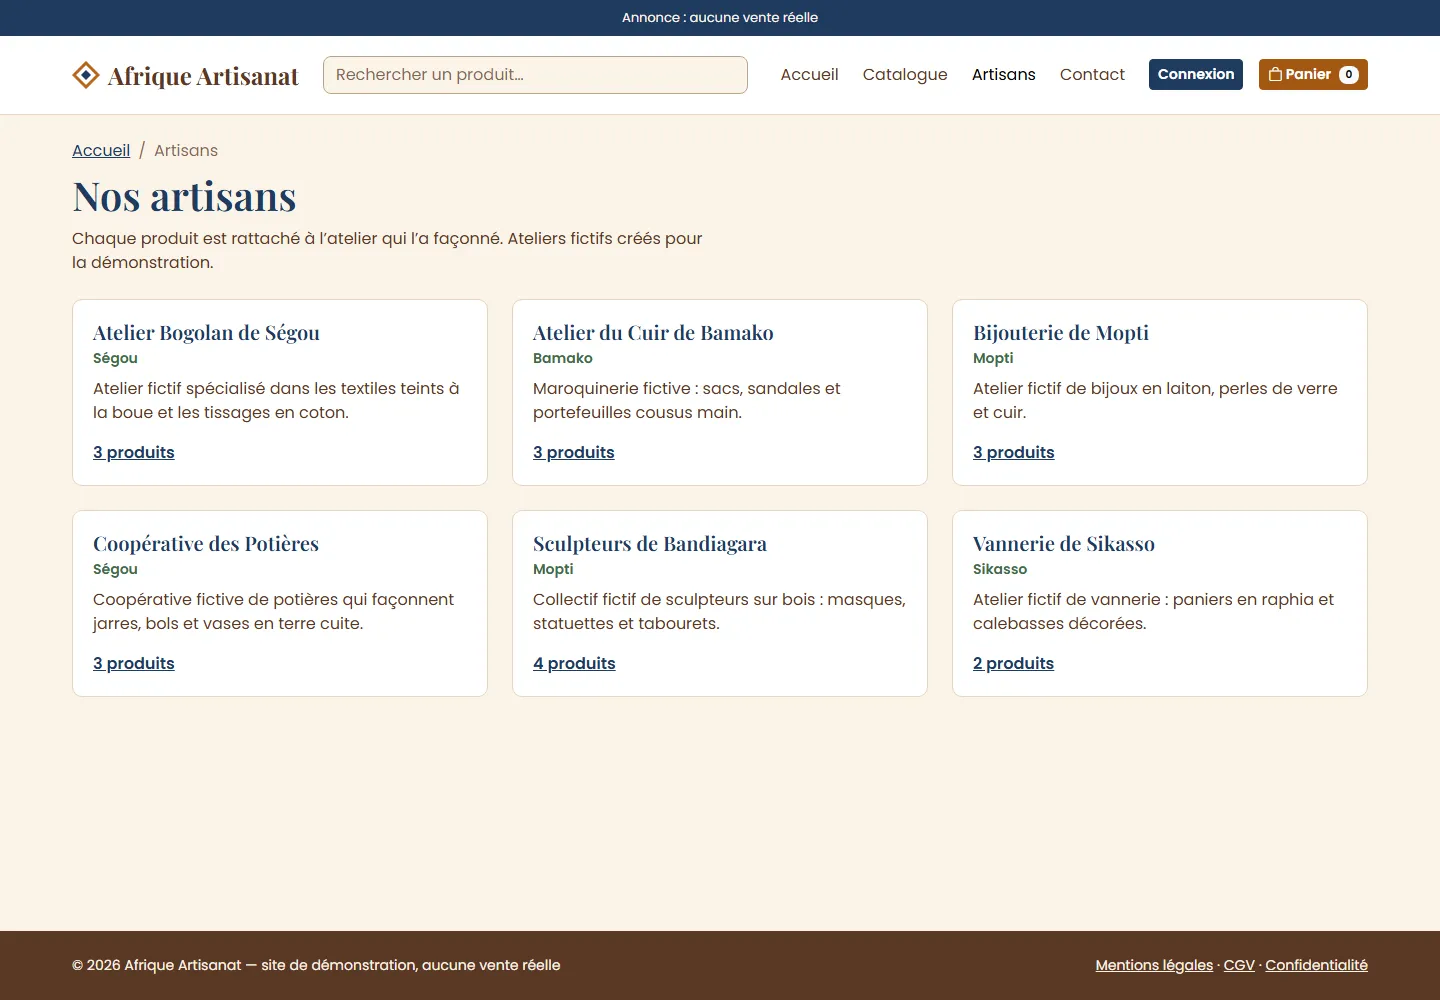 Annonce : aucune vente réelle
Afrique Artisanat
Rechercher un produit...
Accueil
Catalogue
Artisans
Contact
Connexion
Panier 0
Accueil / Artisans
Nos artisans
Chaque produit est rattaché à l’atelier qui l’a façonné. Ateliers fictifs créés pour
la démonstration.
Atelier Bogolan de Ségou
Ségou
Atelier fictif spécialisé dans les textiles teints à
la boue et les tissages en coton.
3 produits
Atelier du Cuir de Bamako
Bamako
Maroquinerie fictive : sacs, sandales et
portefeuilles cousus main.
3 produits
Bijouterie de Mopti
Mopti
Atelier fictif de bijoux en laiton, perles de verre
et cuir.
3 produits
Coopérative des Potières
Ségou
Coopérative fictive de potières qui façonnent
jarres, bols et vases en terre cuite.
3 produits
Sculpteurs de Bandiagara
Mopti
Collectif fictif de sculpteurs sur bois : masques,
statuettes et tabourets.
4 produits
Vannerie de Sikasso
Sikasso
Atelier fictif de vannerie : paniers en raphia et
calebasses décorées.
2 produits
© 2026 Afrique Artisanat — site de démonstration, aucune vente réelle
Mentions légales · CGV · Confidentialité